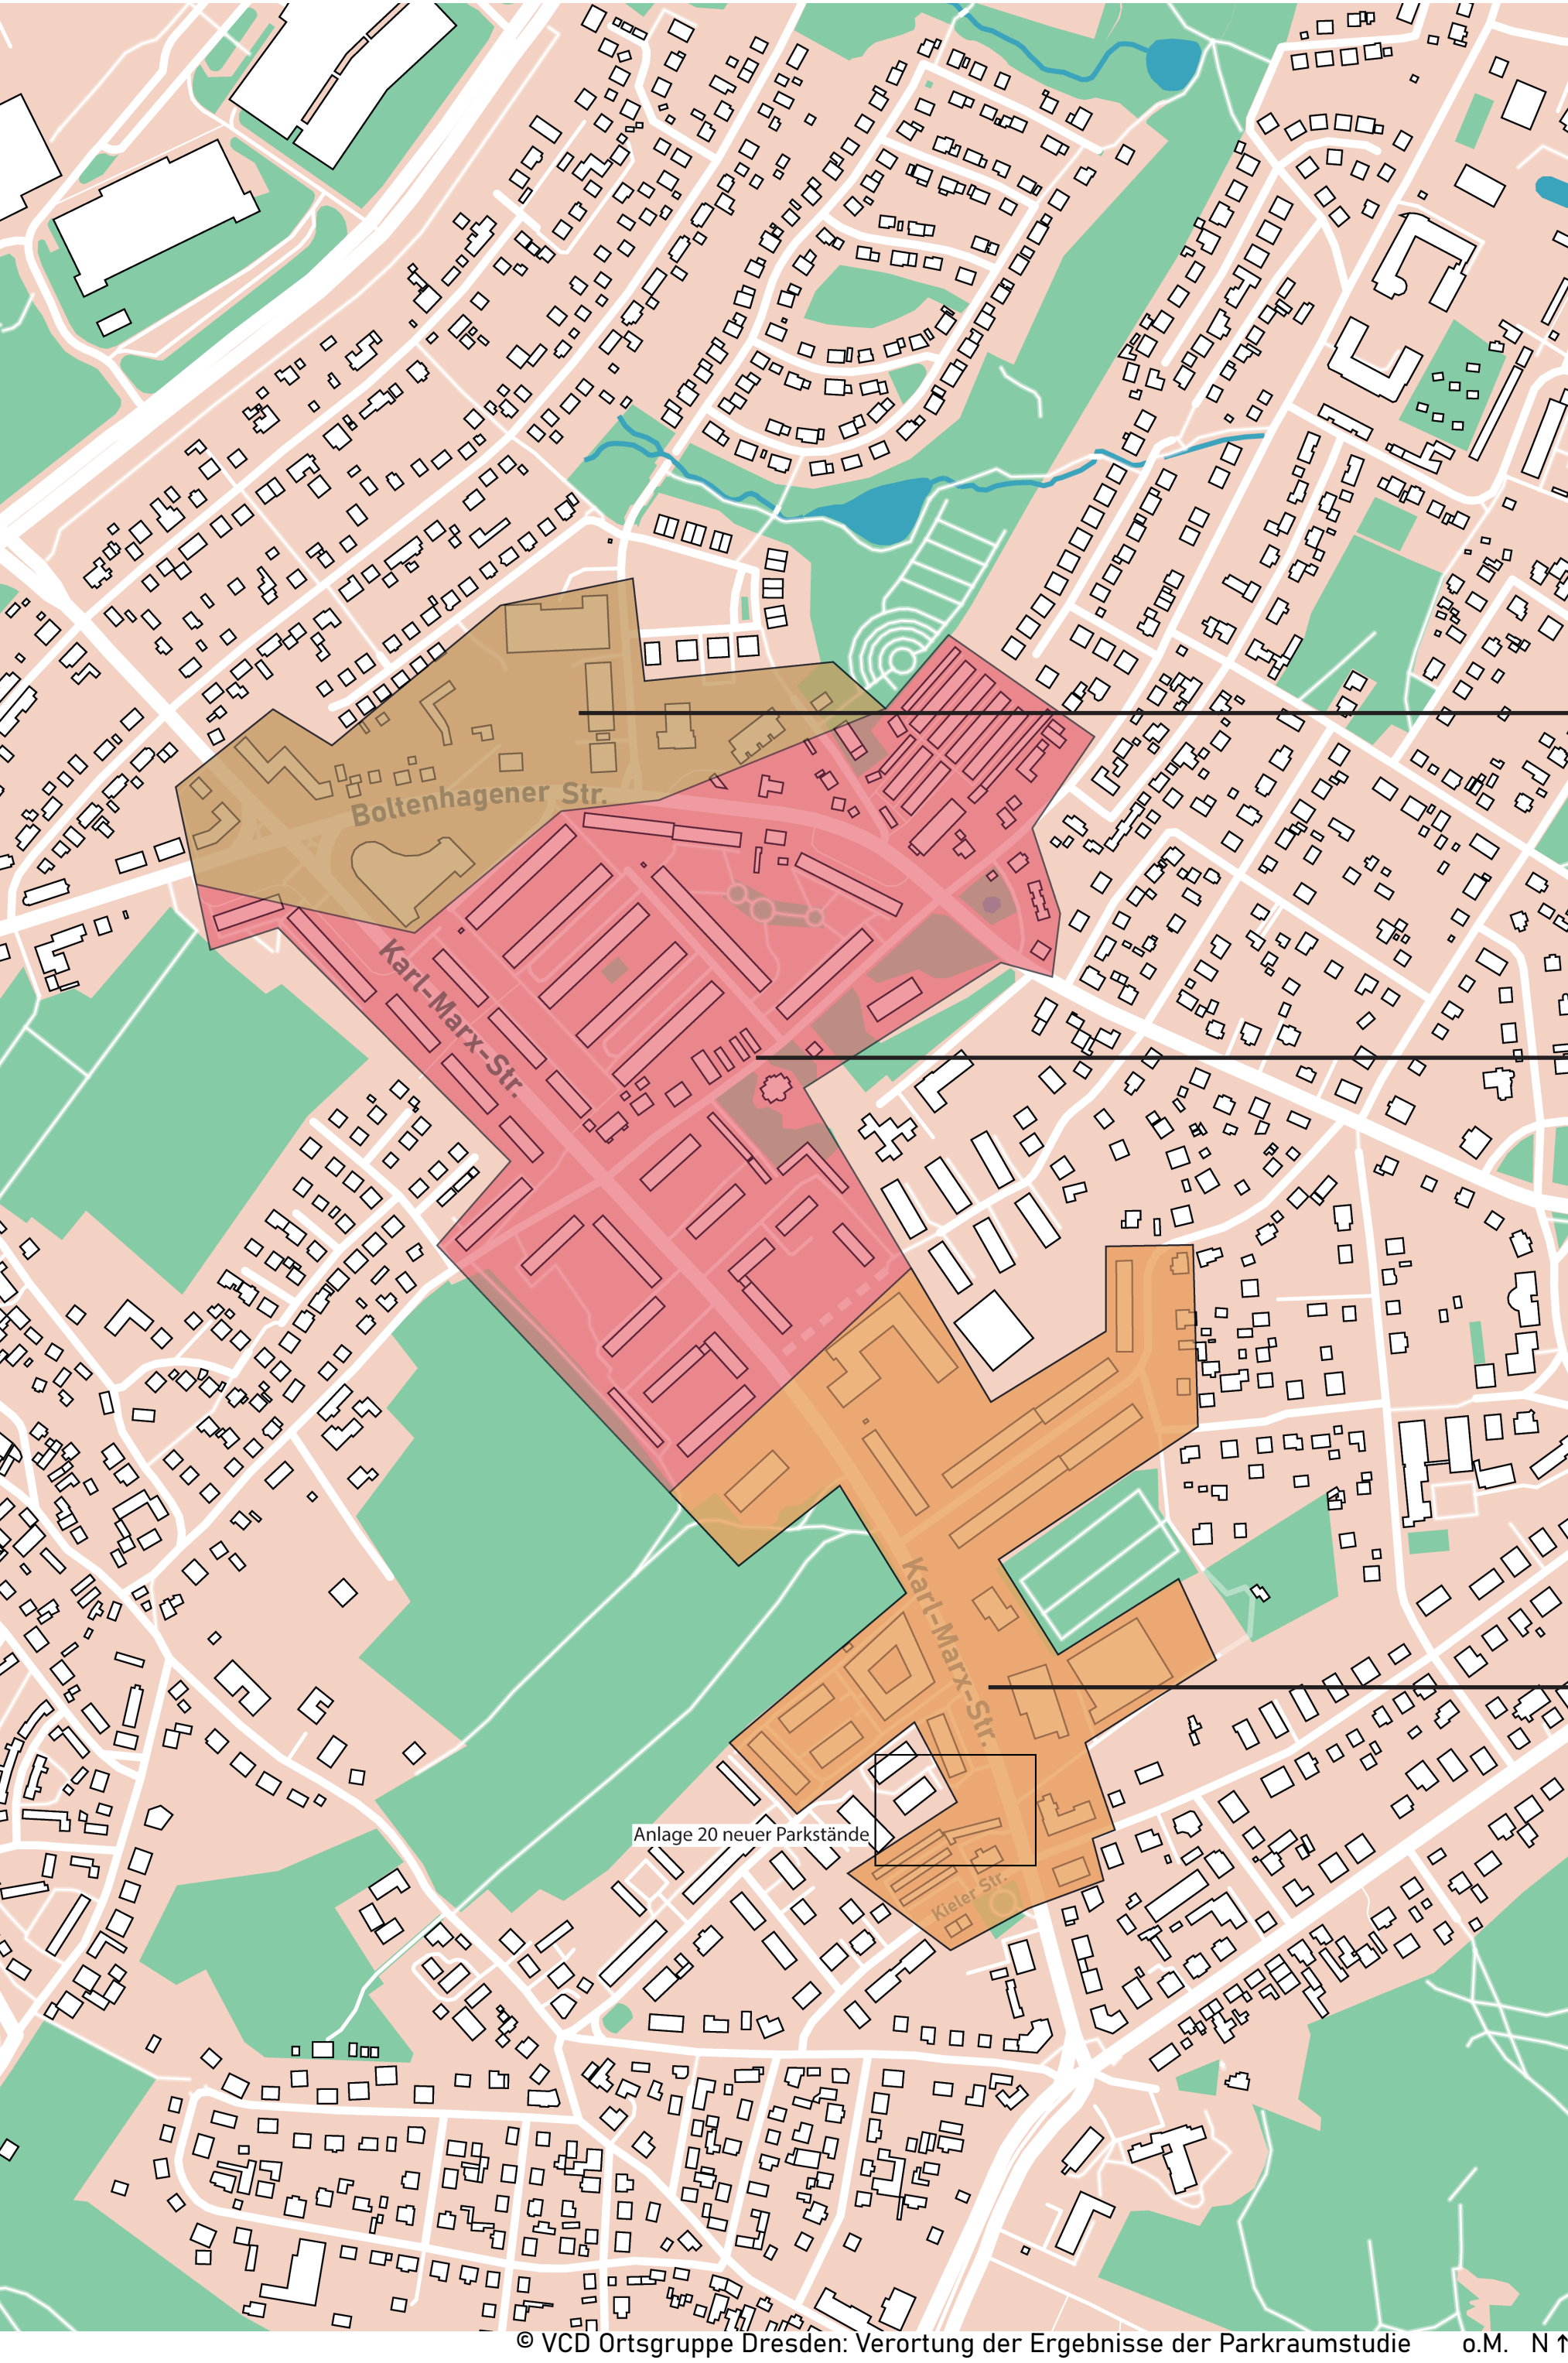 Boltenhagener Str.
Karl-Marx-Str.
Karl-Marx-Str.
Anlage 20 neuer Parkstände
Kieler Str.
© VCD Ortsgruppe Dresden: Verortung der Ergebnisse der Parkraumstudie o.M. N ↑